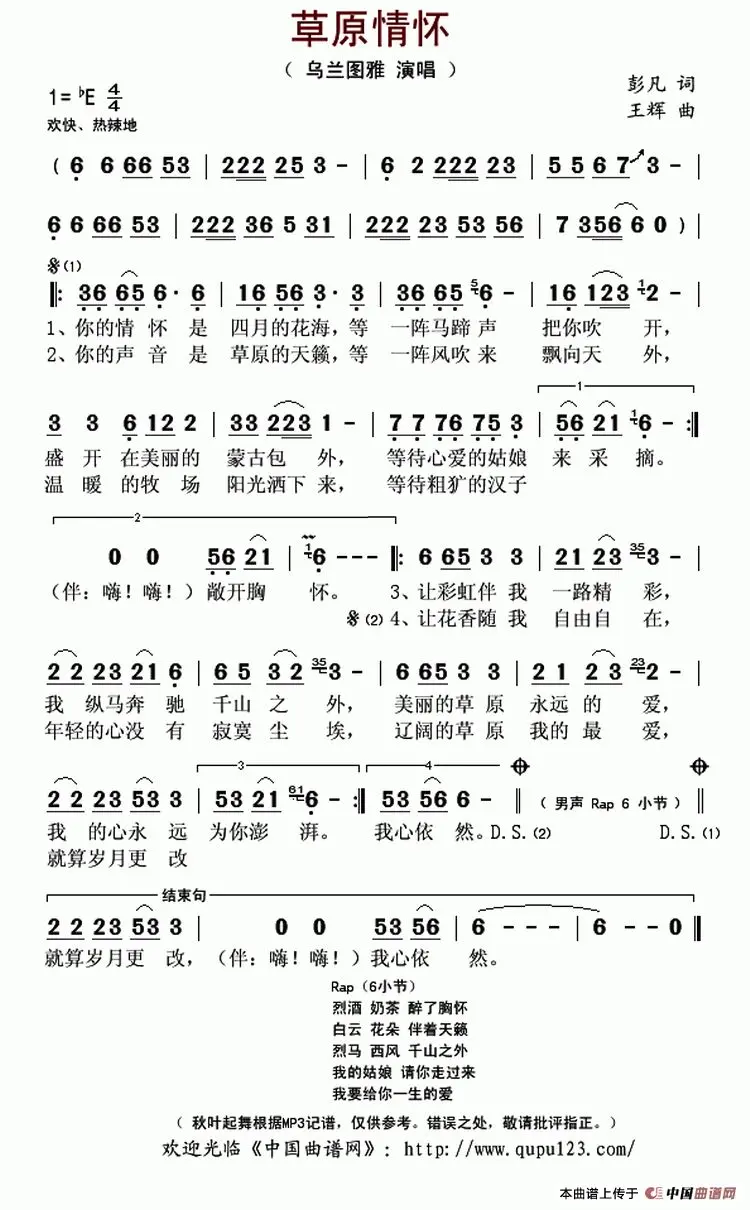 草原情怀
（ 乌兰图雅 演唱 ）
彭凡 词
1= ♭E 4/4
王辉 曲
欢快、热辣地
( 6 6 66 53 | 222 25 3 - | 6 2 222 23 | 55 67 3 - |
6 6 66 53 | 222 36 5 31 | 222 23 53 56 | 7 356 6 0 ) |
𝄋(1)
‖: 36 65 6· 6 | 16 56 3· 3 | 36 65 5 6 - | 16 123 1 2 - |
1、你的情 怀 是 四月的花海，等 一阵马蹄 声 把你吹 开，
2、你的声 音 是 草原的天籁，等 一阵风吹 来 飘向天 外，
1
3 3 6 12 2 | 33 223 1 - | 7 7 76 75 3 | 56 21 1 6 - :‖
盛 开 在美丽的 蒙古包 外， 等待心爱的姑娘 来 采 摘。
温 暖 的牧 场 阳光洒下 来， 等待粗犷的汉子
2
0 0 56 21 | 1 6 - - - ‖: 6 65 3 3 | 21 23 35 3 - |
（伴：嗨！嗨！）敞开胸 怀。 3、让彩虹伴 我 一路精 彩，
𝄋(2) 4、让花香随 我 自由自 在，
2 2 23 21 6 | 6 65 32 35 3 - | 6 65 3 3 | 21 23 23 2 - |
我 纵马奔 驰 千山 之 外， 美丽的草 原 永远 的 爱，
年轻的心没 有 寂寞 尘 埃， 辽阔的草 原 我的 最 爱，
3 4
2 2 23 53 3 | 53 21 61 6 - :‖ 53 56 6 - ‖ （ 男声 Rap 6 小节 ）‖
我 的心永 远 为你澎 湃。 我心依 然。D.S.(2) D.S.(1)
就算岁月更 改
结束句
2 2 23 53 3 | 0 0 53 56 | 6 - - - | 6 - - 0 ‖
就算岁月更 改，（伴：嗨！嗨！）我心依 然。
Rap（6小节）
烈酒 奶茶 醉了胸怀
白云 花朵 伴着天籁
烈马 西风 千山之外
我的姑娘 请你走过来
我要给你一生的爱
（ 秋叶起舞根据MP3记谱，仅供参考。错误之处，敬请批评指正。）
欢迎光临《中国曲谱网》：http://www.qupu123.com/
本曲谱上传于 中国曲谱网